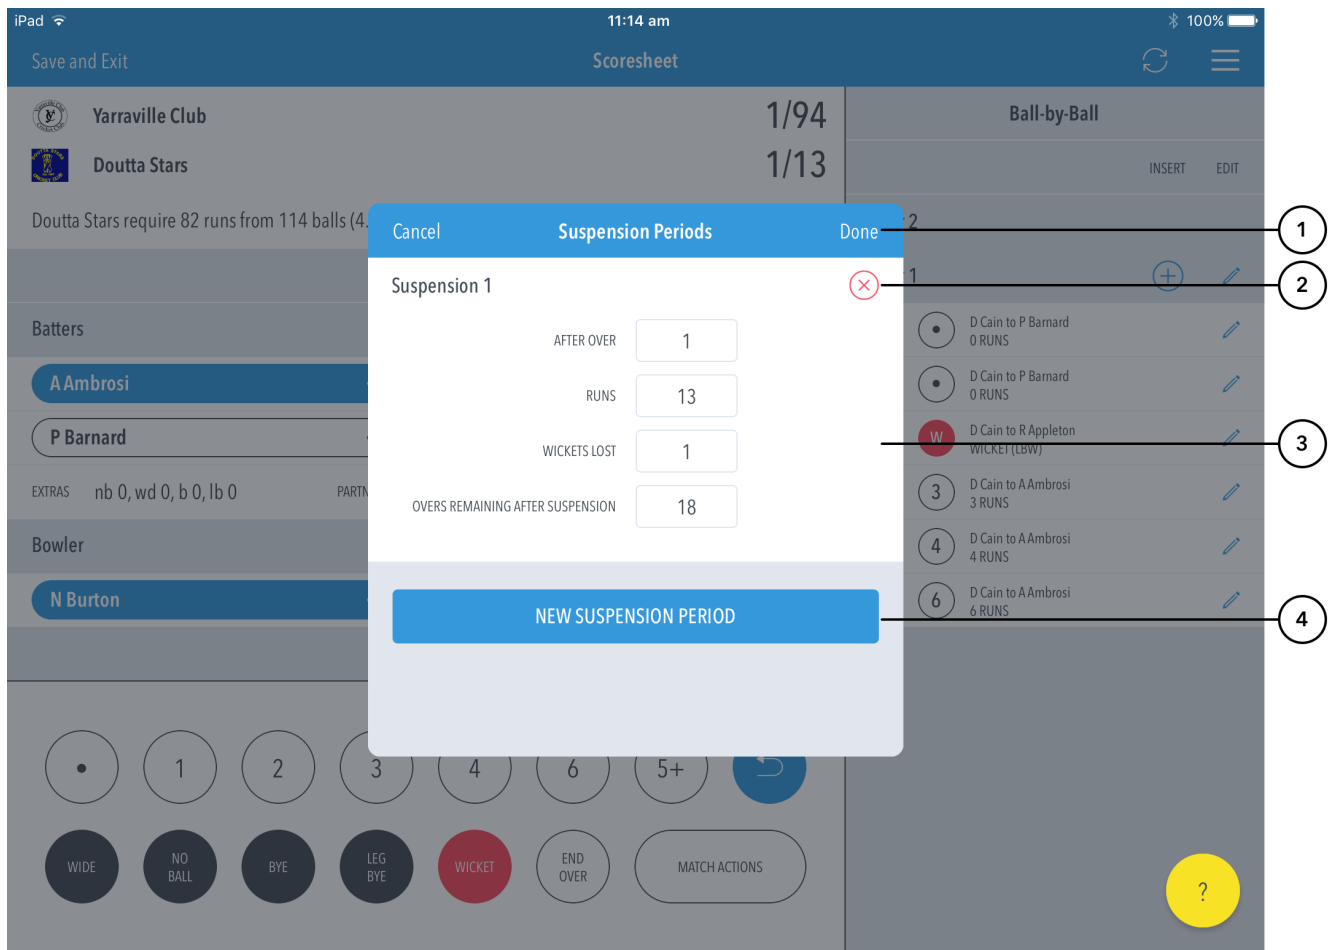 iPad
11:14 am
100%
Save and Exit
Scoresheet
Yarraville Club
1/94
Doutta Stars
1/13
Doutta Stars require 82 runs from 114 balls (4.
Ball-by-Ball
INSERT EDIT
2
1
Cancel
Suspension Periods
Done
Suspension 1
AFTER OVER 1
RUNS 13
WICKETS LOST 1
OVERS REMAINING AFTER SUSPENSION 18
NEW SUSPENSION PERIOD
Batters
A Ambrosi
P Barnard
EXTRAS nb 0, wd 0, b 0, lb 0
PARTN
Bowler
N Burton
D Cain to P Barnard
0 RUNS
D Cain to P Barnard
0 RUNS
W D Cain to R Appleton
WICKET (LBW)
3 D Cain to A Ambrosi
3 RUNS
4 D Cain to A Ambrosi
4 RUNS
6 D Cain to A Ambrosi
6 RUNS
1
2
3
4
• 1 2 3 4 6 5+
WIDE
NO
BALL
BYE
LEG
BYE
WICKET
END
OVER
MATCH ACTIONS
?